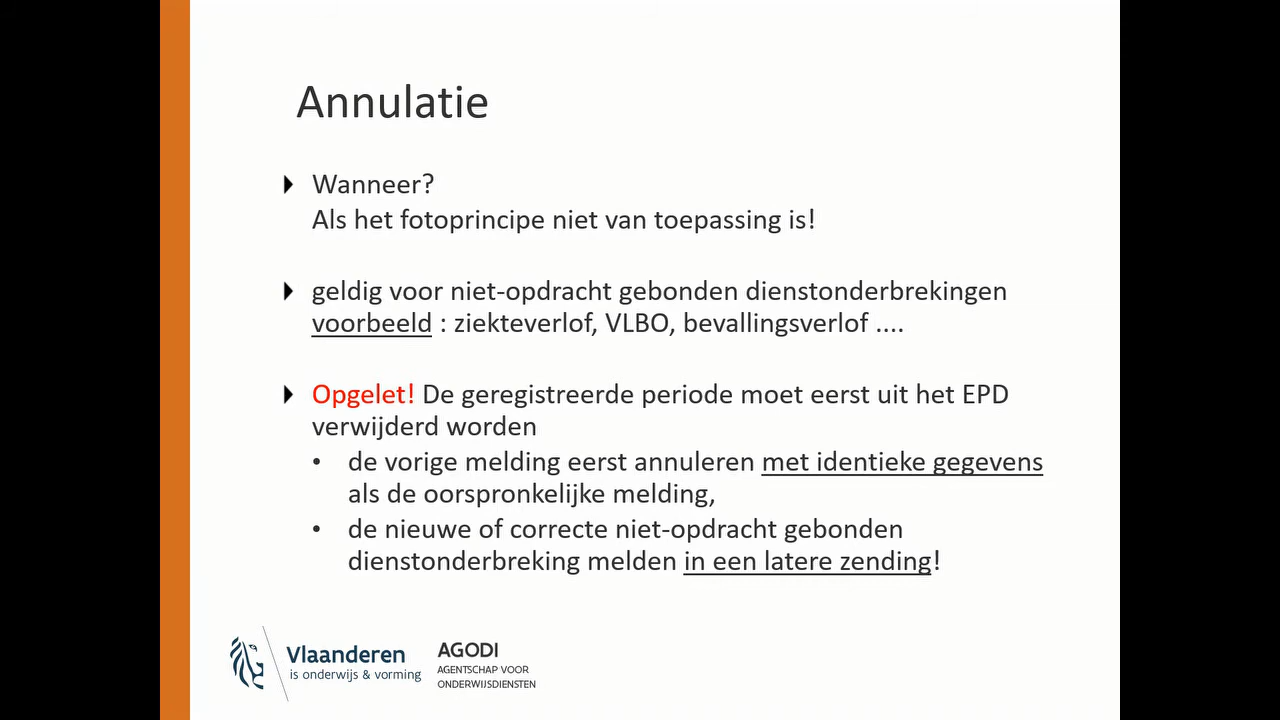 Annulatie
Wanneer?
Als het fotoprincipe niet van toepassing is!
geldig voor niet-opdracht gebonden dienstonderbrekingen
voorbeeld : ziekteverlof, VLBO, bevallingsverlof ....
Opgelet! De geregistreerde periode moet eerst uit het EPD
verwijderd worden
• de vorige melding eerst annuleren met identieke gegevens
als de oorspronkelijke melding,
• de nieuwe of correcte niet-opdracht gebonden
dienstonderbreking melden in een latere zending!
Vlaanderen
is onderwijs & vorming
AGODI
AGENTSCHAP VOOR
ONDERWIJSDIENSTEN